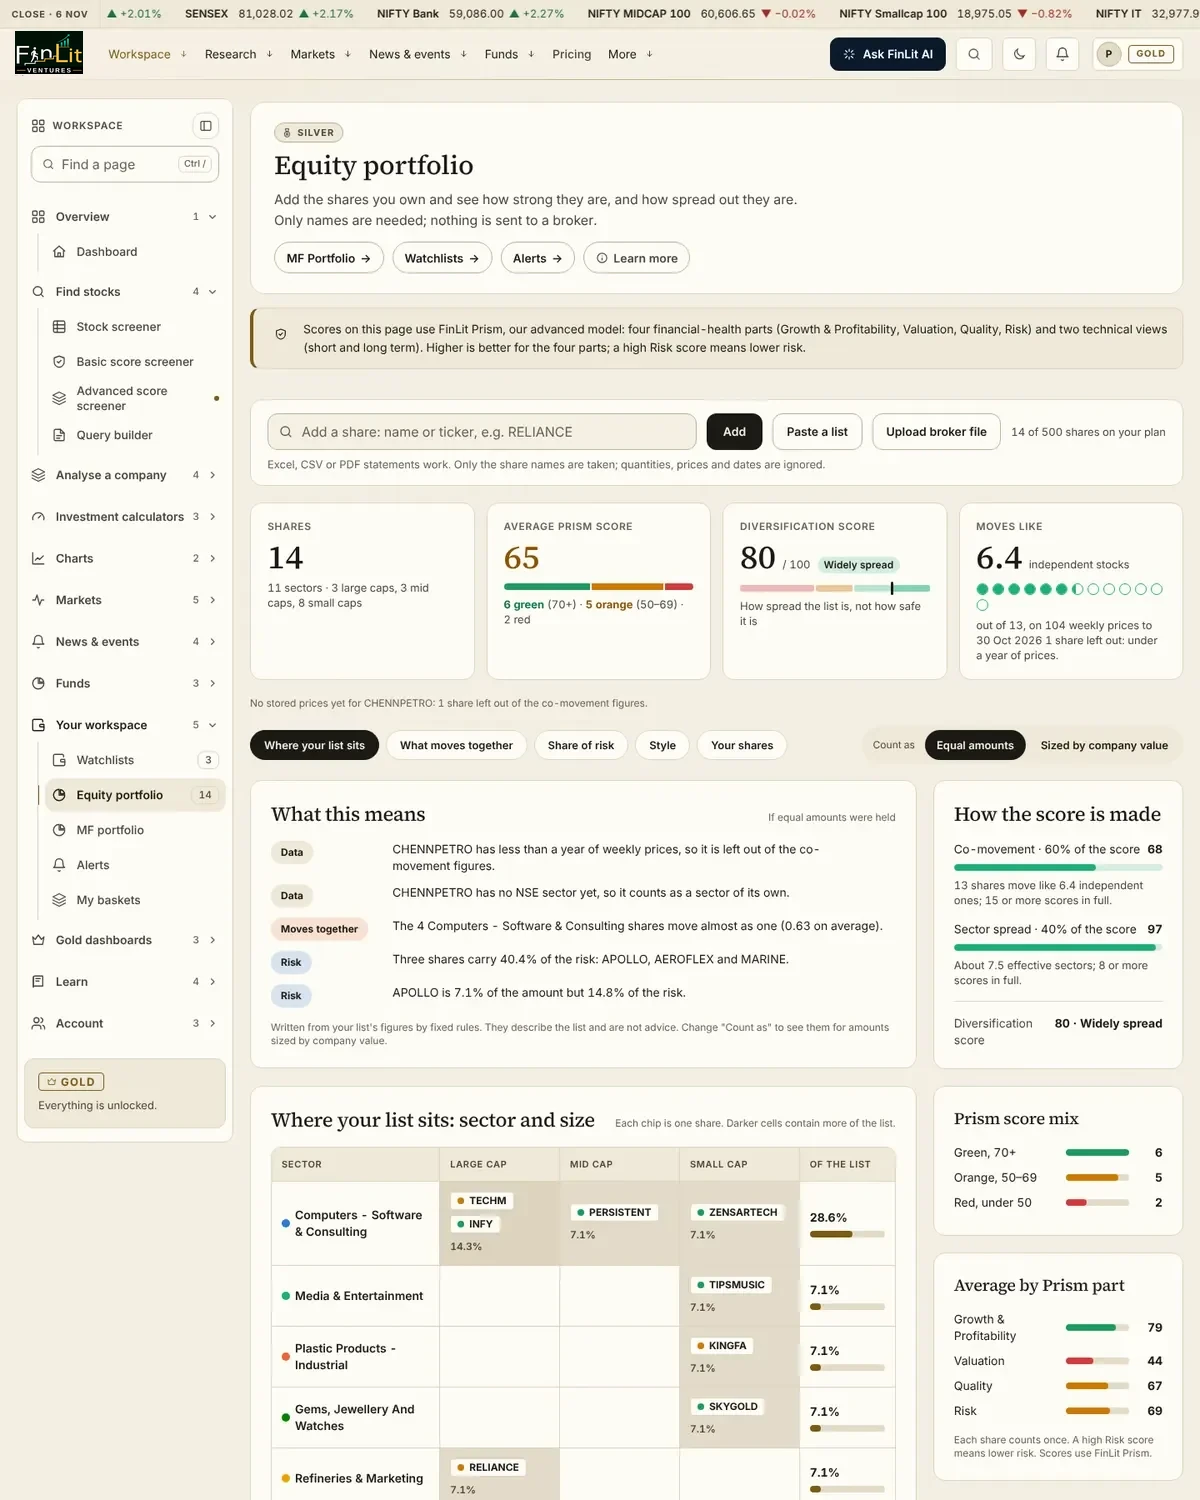 CLOSE · 6 NOV ▲ +2.01% SENSEX 81,028.02 ▲ +2.17% NIFTY Bank 59,086.00 ▲ +2.27% NIFTY MIDCAP 100 60,606.65 ▼ −0.02% NIFTY Smallcap 100 18,975.05 ▼ −0.82% NIFTY IT 32,977.9
FinLit
VENTURES
Workspace Research Markets News & events Funds Pricing More
Ask FinLit AI
P GOLD
WORKSPACE
Find a page Ctrl /
Overview 1
Dashboard
Find stocks 4
Stock screener
Basic score screener
Advanced score
screener
Query builder
Analyse a company 4
Investment calculators 3
Charts 2
Markets 5
News & events 4
Funds 3
Your workspace 5
Watchlists 3
Equity portfolio 14
MF portfolio
Alerts
My baskets
Gold dashboards 3
Learn 4
Account 3
GOLD
Everything is unlocked.
SILVER
Equity portfolio
Add the shares you own and see how strong they are, and how spread out they are.
Only names are needed; nothing is sent to a broker.
MF Portfolio → Watchlists → Alerts → Learn more
Scores on this page use FinLit Prism, our advanced model: four financial-health parts (Growth & Profitability, Valuation, Quality, Risk) and two technical views
(short and long term). Higher is better for the four parts; a high Risk score means lower risk.
Add a share: name or ticker, e.g. RELIANCE Add Paste a list Upload broker file 14 of 500 shares on your plan
Excel, CSV or PDF statements work. Only the share names are taken; quantities, prices and dates are ignored.
SHARES
14
11 sectors · 3 large caps, 3 mid
caps, 8 small caps
AVERAGE PRISM SCORE
65
6 green (70+) · 5 orange (50–69) ·
2 red
DIVERSIFICATION SCORE
80 / 100 Widely spread
How spread the list is, not how safe
it is
MOVES LIKE
6.4 independent stocks
out of 13, on 104 weekly prices to
30 Oct 2026 1 share left out: under
a year of prices.
No stored prices yet for CHENNPETRO: 1 share left out of the co-movement figures.
Where your list sits What moves together Share of risk Style Your shares
Count as Equal amounts Sized by company value
What this means If equal amounts were held
Data CHENNPETRO has less than a year of weekly prices, so it is left out of the co-
movement figures.
Data CHENNPETRO has no NSE sector yet, so it counts as a sector of its own.
Moves together The 4 Computers - Software & Consulting shares move almost as one (0.63 on average).
Risk Three shares carry 40.4% of the risk: APOLLO, AEROFLEX and MARINE.
Risk APOLLO is 7.1% of the amount but 14.8% of the risk.
Written from your list's figures by fixed rules. They describe the list and are not advice. Change "Count as" to see them for amounts
sized by company value.
How the score is made
Co-movement · 60% of the score 68
13 shares move like 6.4 independent
ones; 15 or more scores in full.
Sector spread · 40% of the score 97
About 7.5 effective sectors; 8 or more
scores in full.
Diversification
score
80 · Widely spread
Where your list sits: sector and size Each chip is one share. Darker cells contain more of the list.
SECTOR LARGE CAP MID CAP SMALL CAP OF THE LIST
Computers - Software
& Consulting
TECHM
INFY
14.3%
PERSISTENT
7.1%
ZENSARTECH
7.1%
28.6%
Media & Entertainment
TIPSMUSIC
7.1%
7.1%
Plastic Products -
Industrial
KINGFA
7.1%
7.1%
Gems, Jewellery And
Watches
SKYGOLD
7.1%
7.1%
Refineries & Marketing
RELIANCE
7.1%
7.1%
Prism score mix
Green, 70+ 6
Orange, 50–69 5
Red, under 50 2
Average by Prism part
Growth &
Profitability
79
Valuation 44
Quality 67
Risk 69
Each share counts once. A high Risk score
means lower risk. Scores use FinLit Prism.